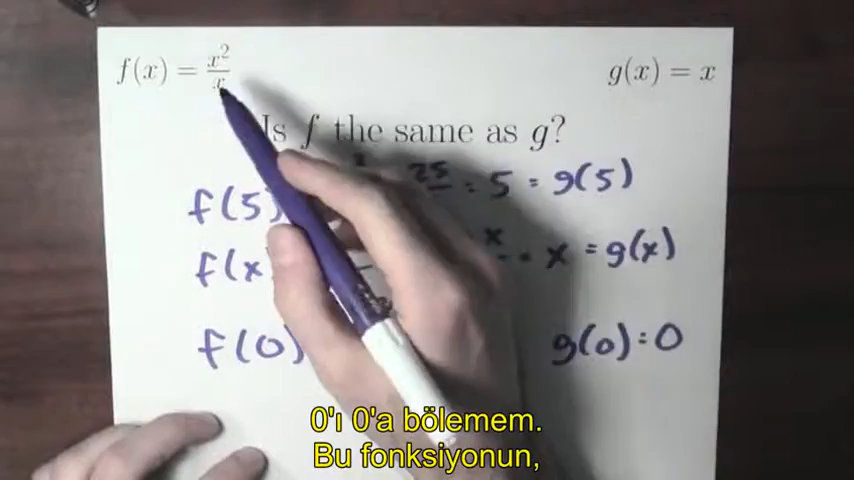 f(x) = x²/x g(x) = x
Is f the same as g?
f(5) 25 = 5 = g(5)
f(x x = x = g(x)
f(0) g(0) = 0
0'ı 0'a bölemem.
Bu fonksiyonun,